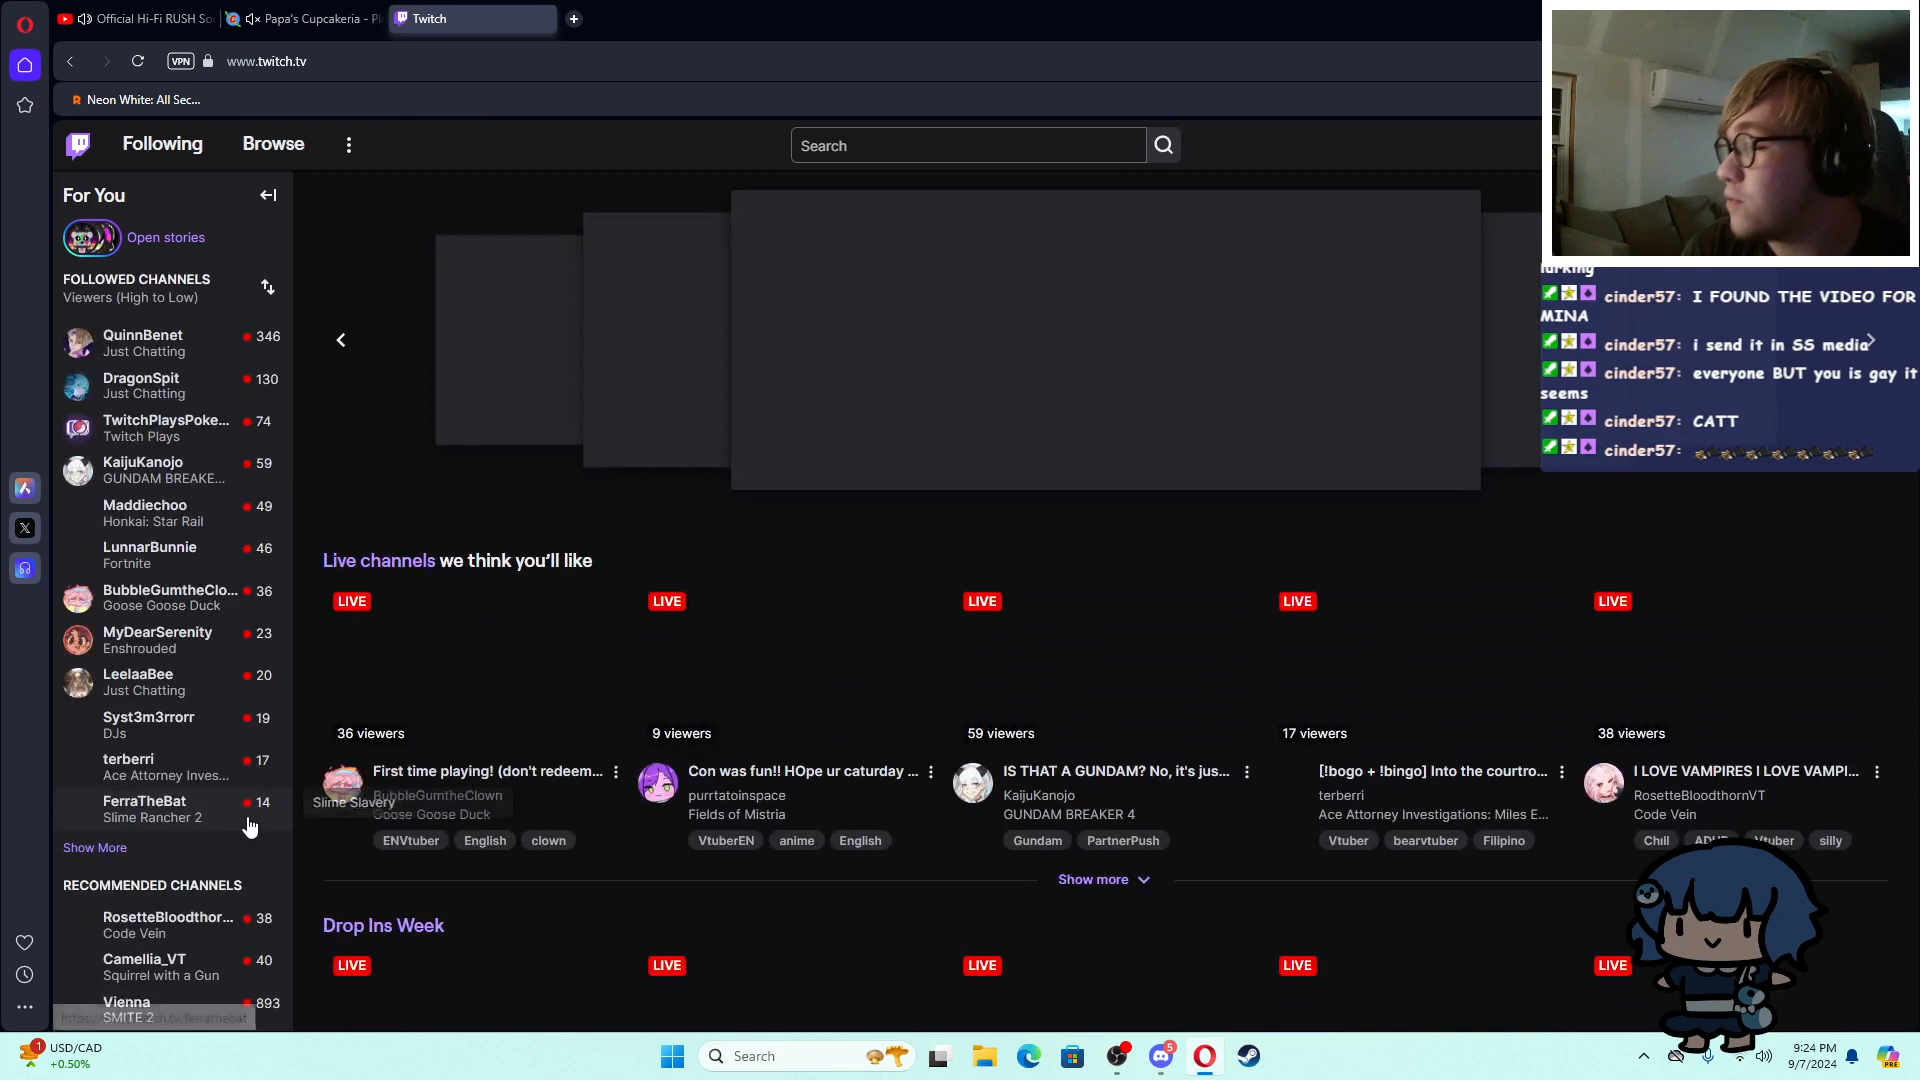 Official Hi-Fi RUSH So
Papa's Cupcakeria - Pl
Twitch
VPN
www.twitch.tv
Neon White: All Sec...
Following
Browse
Search
For You
Open stories
FOLLOWED CHANNELS
Viewers (High to Low)
QuinnBenet
346
Just Chatting
DragonSpit
130
Just Chatting
TwitchPlaysPoke...
74
Twitch Plays
KaijuKanojo
59
GUNDAM BREAKE...
Maddiechoo
49
Honkai: Star Rail
LunnarBunnie
46
Fortnite
BubbleGumtheClo...
36
Goose Goose Duck
MyDearSerenity
23
Enshrouded
LeelaaBee
20
Just Chatting
Syst3m3rrorr
19
DJs
terberri
17
Ace Attorney Inves...
FerraTheBat
14
Slime Rancher 2
Show More
RECOMMENDED CHANNELS
RosetteBloodthor...
38
Code Vein
Camellia_VT
40
Squirrel with a Gun
Vienna
893
SMITE 2
Live channels we think you'll like
LIVE
LIVE
LIVE
LIVE
LIVE
36 viewers
9 viewers
59 viewers
17 viewers
38 viewers
First time playing! (don't redeem...
BubbleGumtheClown
Goose Goose Duck
Slime Slavery
ENVtuber
English
clown
Con was fun!! HOpe ur caturday ...
purrtatoinspace
Fields of Mistria
VtuberEN
anime
English
IS THAT A GUNDAM? No, it's jus...
KaijuKanojo
GUNDAM BREAKER 4
Gundam
PartnerPush
[!bogo + !bingo] Into the courtro...
terberri
Ace Attorney Investigations: Miles E...
Vtuber
bearvtuber
Filipino
I LOVE VAMPIRES I LOVE VAMPI...
RosetteBloodthornVT
Code Vein
Chill
ADHD
Vtuber
silly
Show more
Drop Ins Week
LIVE
LIVE
LIVE
LIVE
LIVE
lurking
cinder57: I FOUND THE VIDEO FOR
MINA
cinder57: i send it in SS media
cinder57: everyone BUT you is gay it
seems
cinder57: CATT
cinder57:
1
USD/CAD
+0.50%
Search
5
9:24 PM
9/7/2024
PRE